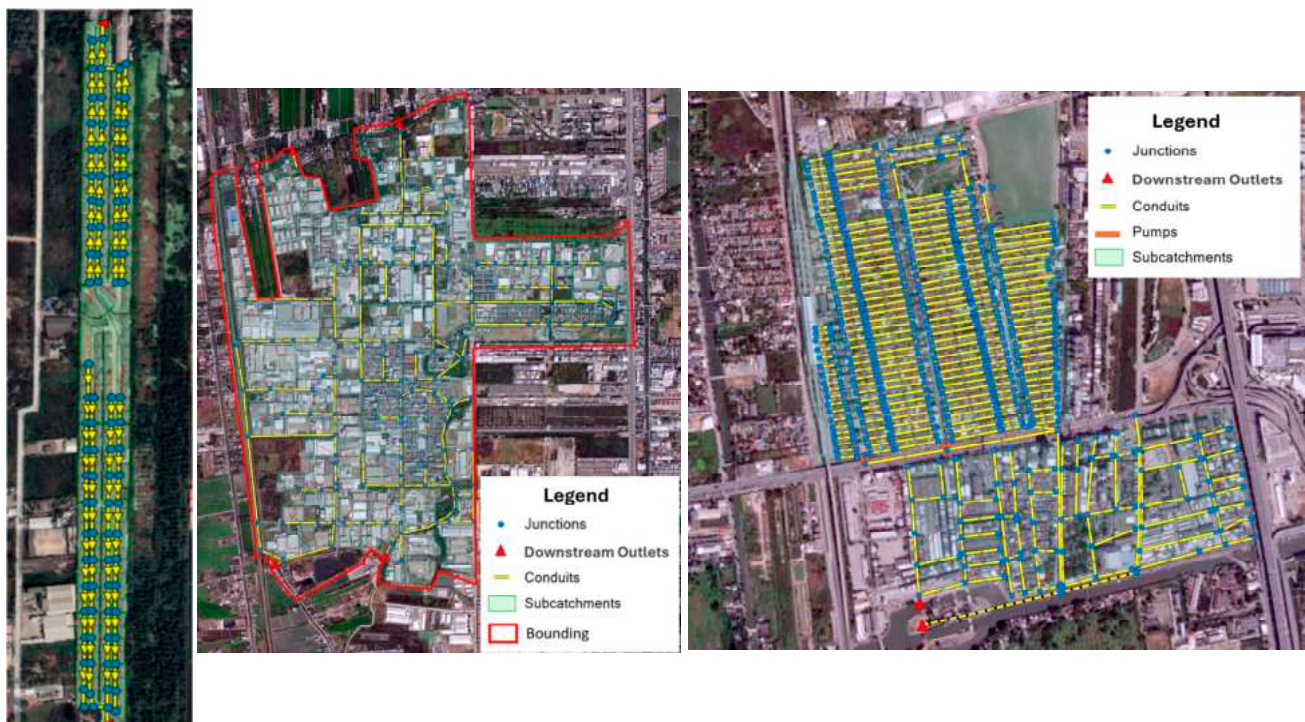 Legend
Junctions
Downstream Outlets
Conduits
Subcatchments
Bounding
Legend
Junctions
Downstream Outlets
Conduits
Pumps
Subcatchments